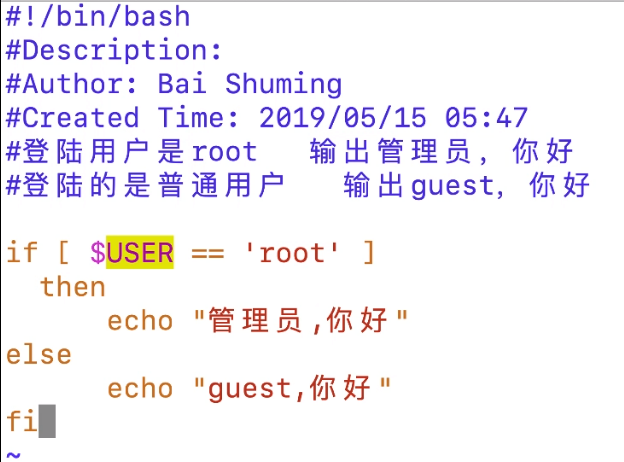 #!/bin/bash
#Description:
#Author: Bai Shuming
#Created Time: 2019/05/15 05:47
#登陆用户是root   输出管理员, 你好
#登陆的是普通用户   输出guest, 你好
if [ $USER == 'root' ]
  then
      echo "管理员,你好"
else
      echo "guest,你好"
fi
~